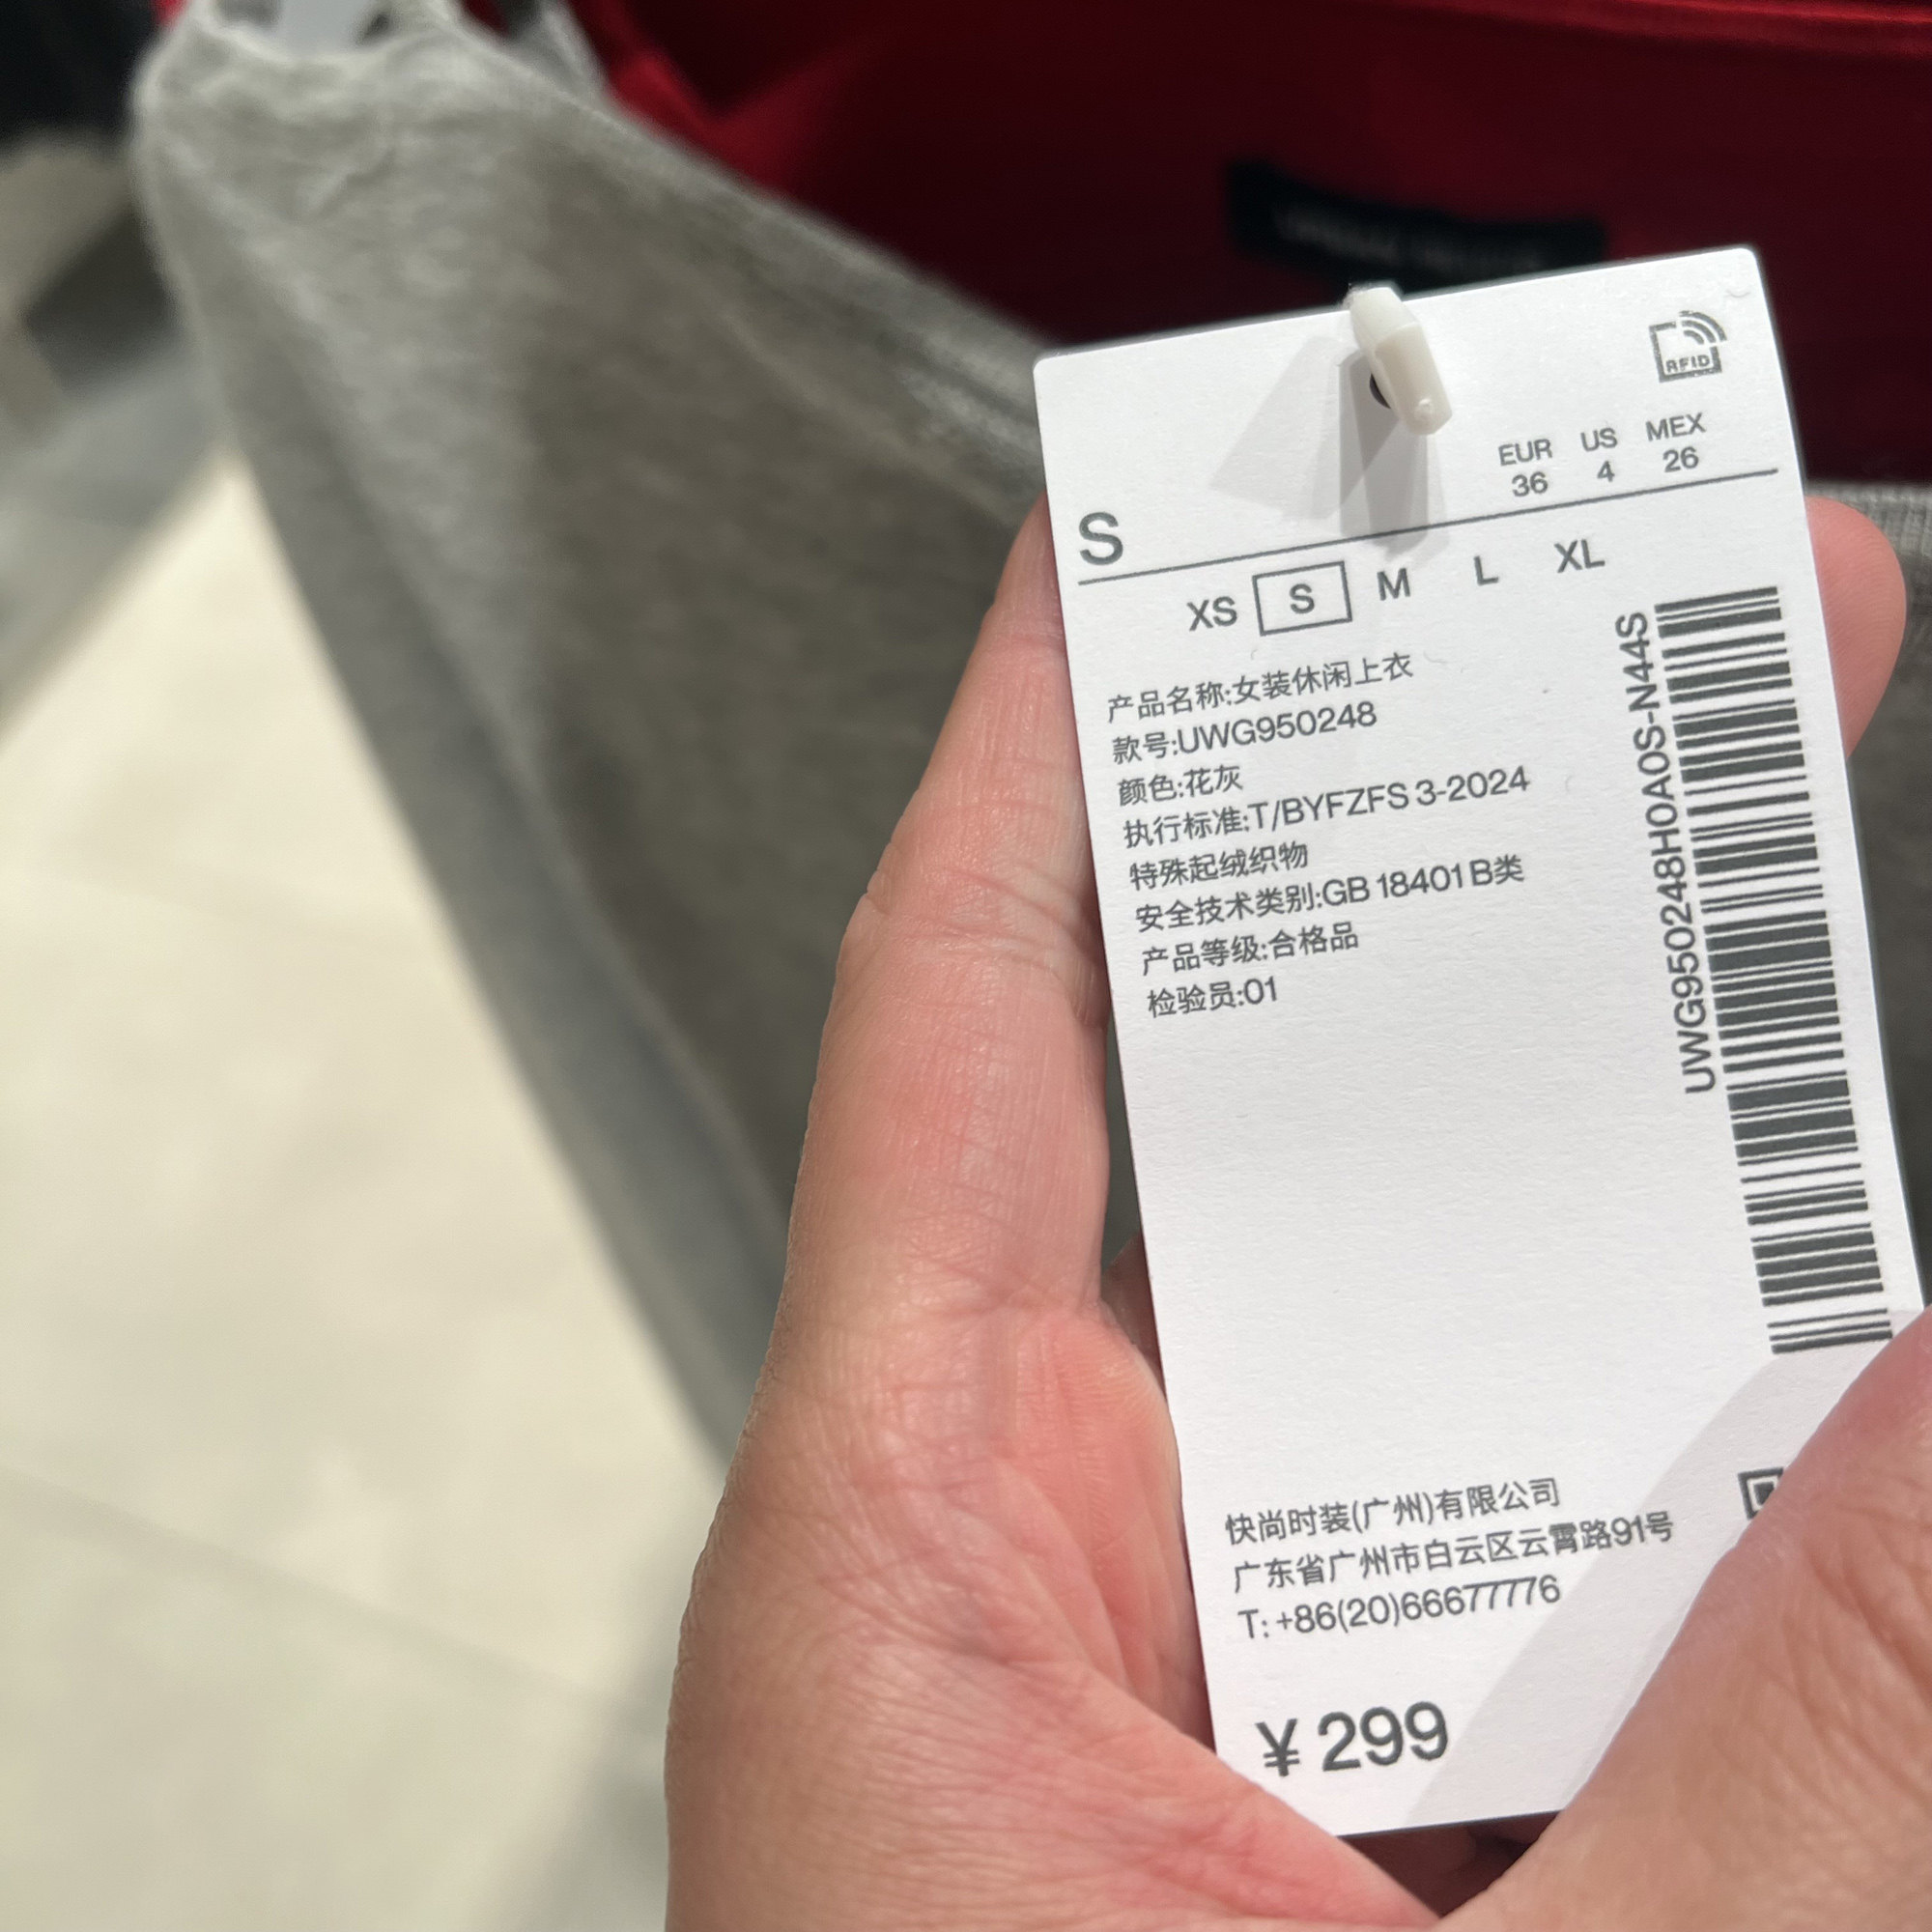 RFID
EUR US MEX
36 4 26
S
XS S M L XL
产品名称:女装休闲上衣
款号:UWG950248
颜色:花灰
执行标准:T/BYFZFS 3-2024
特殊起绒织物
安全技术类别:GB 18401 B类
产品等级:合格品
检验员:01
UWG950248H0A0S-N44S
快尚时装(广州)有限公司
广东省广州市白云区云霄路91号
T: +86(20)66677776
¥ 299